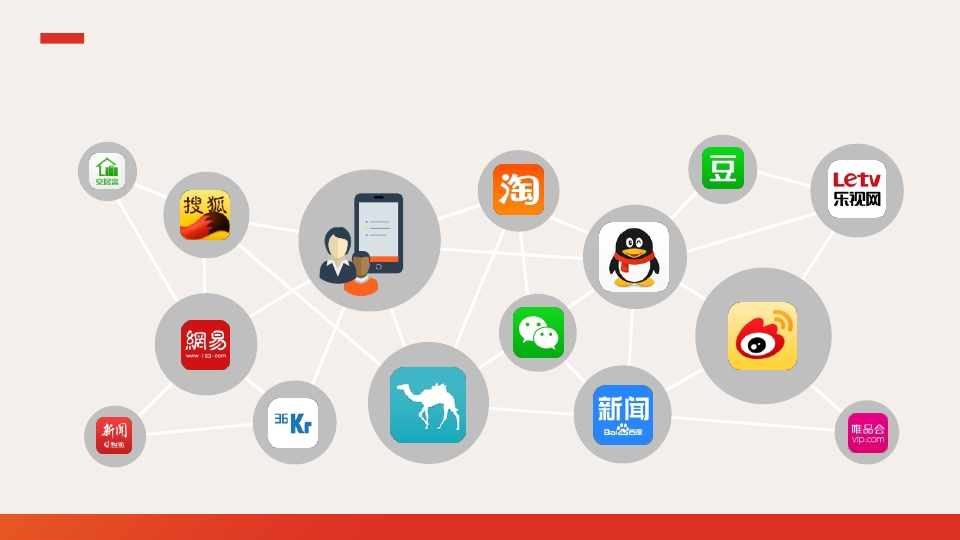 安居客
搜狐
淘
豆
Letv
乐视网
網易
www.163.com
36Kr
新闻
Bai百度
新闻
唯品会
vip.com